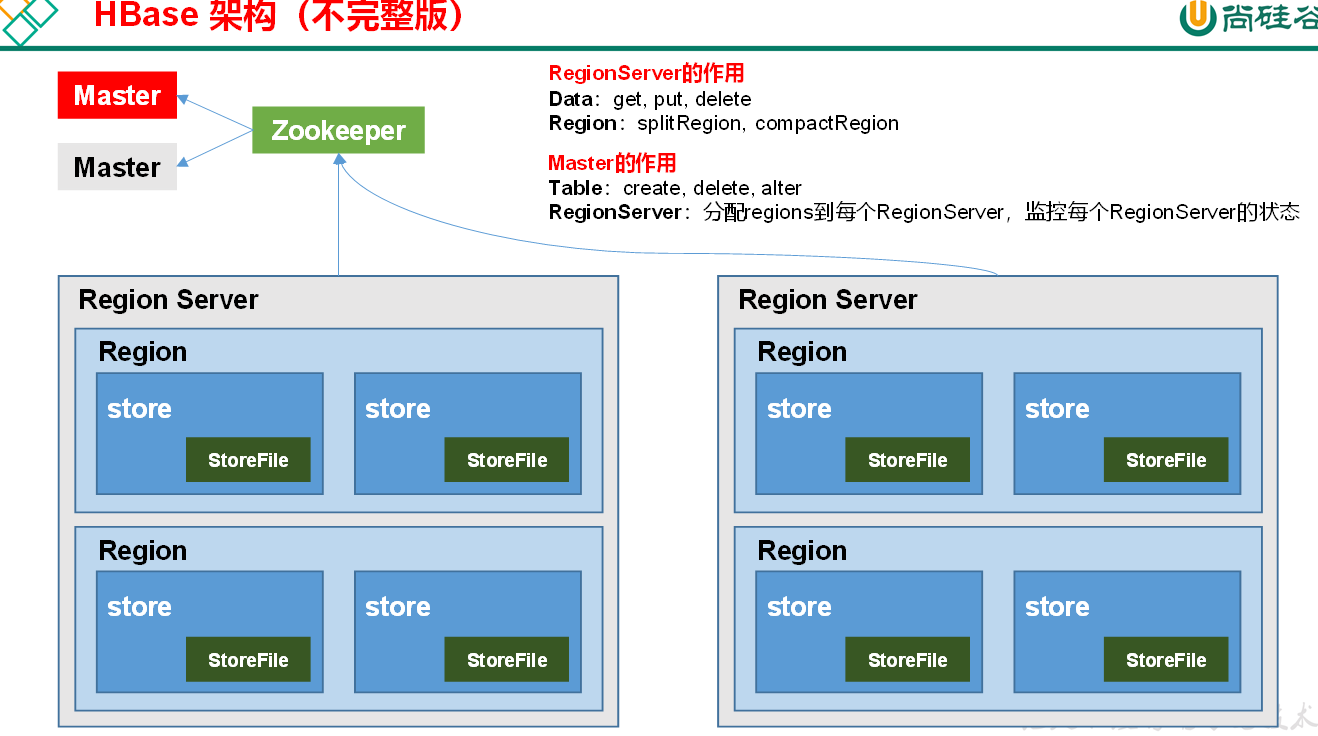 HBase 架构（不完整版）
尚硅谷
Master
Master
Zookeeper
RegionServer的作用
Data：get, put, delete
Region：splitRegion, compactRegion
Master的作用
Table：create, delete, alter
RegionServer：分配regions到每个RegionServer，监控每个RegionServer的状态
Region Server
Region
store
StoreFile
store
StoreFile
Region
store
StoreFile
store
StoreFile
Region Server
Region
store
StoreFile
store
StoreFile
Region
store
StoreFile
store
StoreFile